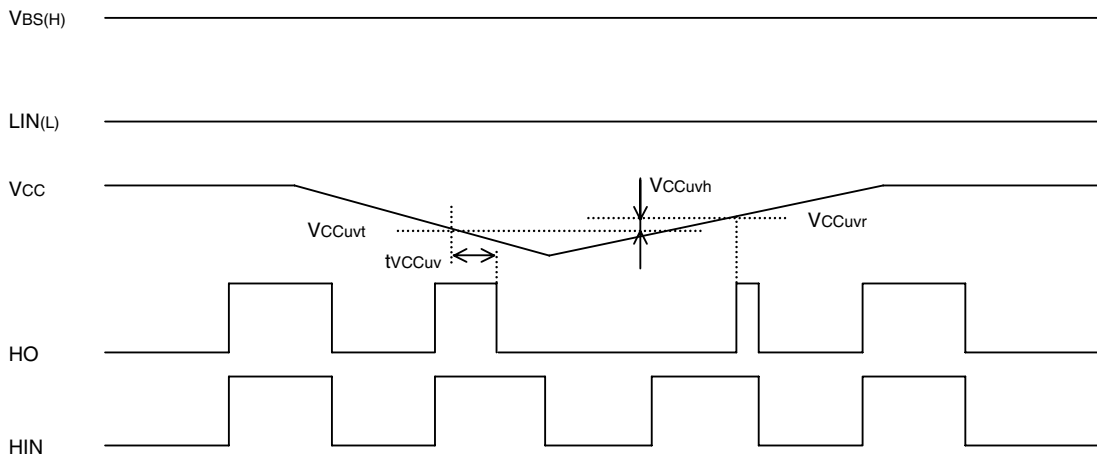 VBS(H)
LIN(L)
VCC
VCCuvh
VCCuvt
VCCuvr
tVCCuv
HO
HIN